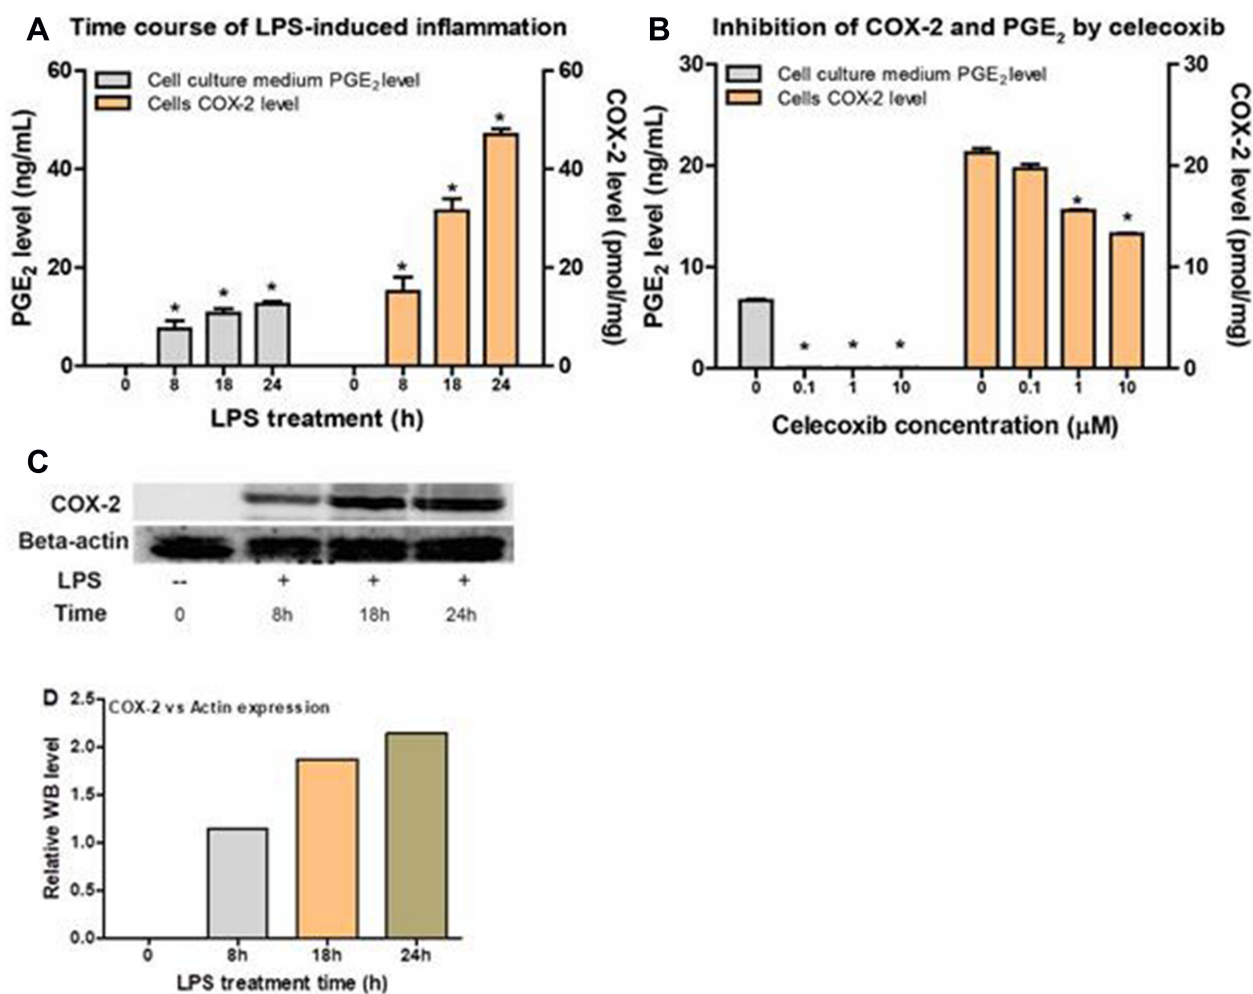 A Time course of LPS-induced inflammation
Cell culture medium PGE2 level
Cells COX-2 level
PGE2 level (ng/mL)
60
40
20
0
COX-2 level (pmol/mg)
60
40
20
0
* * * * * *
0 8 18 24 0 8 18 24
LPS treatment (h)
B Inhibition of COX-2 and PGE2 by celecoxib
Cell culture medium PGE2 level
Cells COX-2 level
PGE2 level (ng/mL)
30
20
10
0
COX-2 level (pmol/mg)
30
20
10
0
* * * * *
0 0.1 1 10 0 0.1 1 10
Celecoxib concentration (μM)
C
COX-2
Beta-actin
LPS -- + + +
Time 0 8h 18h 24h
D COX-2 vs Actin expression
Relative WB level
2.5
2.0
1.5
1.0
0.5
0.0
0 8h 18h 24h
LPS treatment time (h)